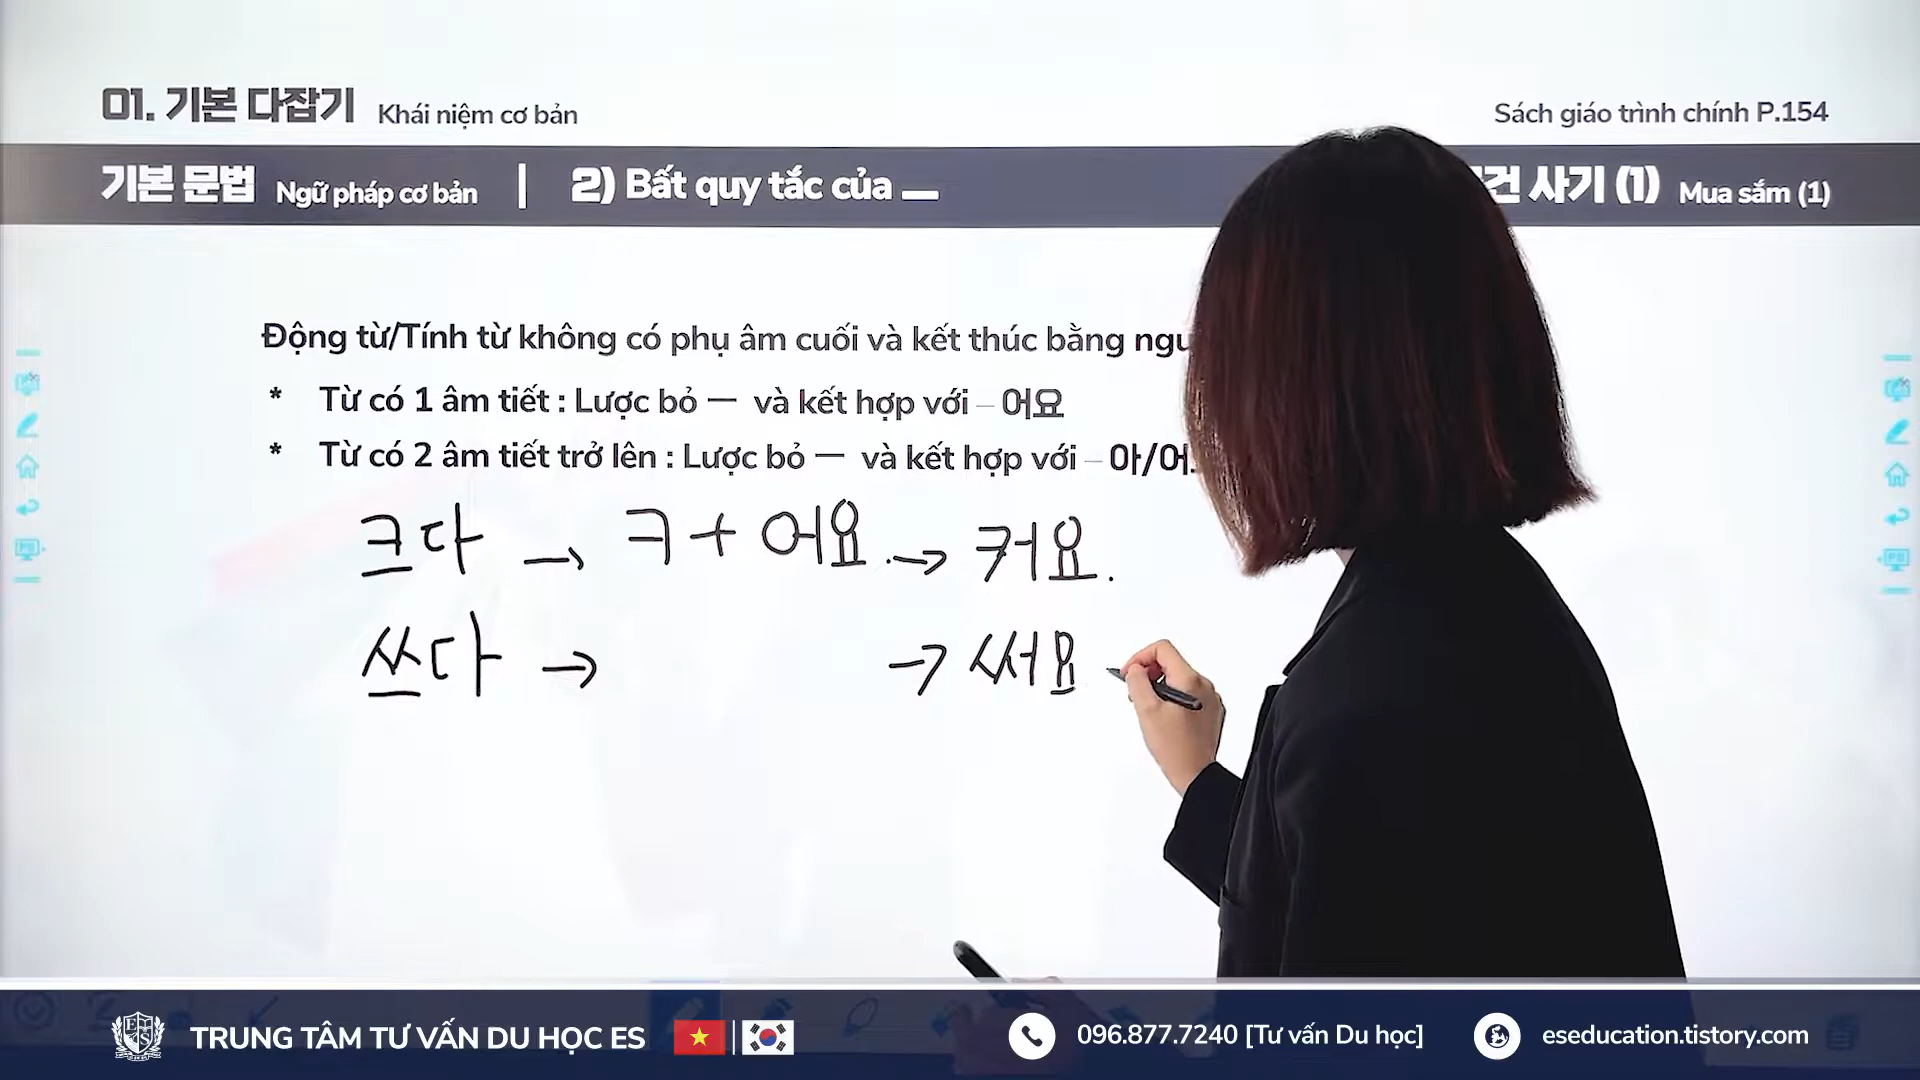 01. 기본 다잡기 Khái niệm cơ bản
Sách giáo trình chính P.154
기본 문법 Ngữ pháp cơ bản | 2) Bất quy tắc của ㅡ
건 사기 (1) Mua sắm (1)
Động từ/Tính từ không có phụ âm cuối và kết thúc bằng
* Từ có 1 âm tiết : Lược bỏ ㅡ và kết hợp với – 어요
* Từ có 2 âm tiết trở lên : Lược bỏ ㅡ và kết hợp với – 아/어
크다 → ㅋ + 어요 → 커요.
쓰다 → →써요
TRUNG TÂM TƯ VẤN DU HỌC ES
096.877.7240 [Tư vấn Du học]
eseducation.tistory.com